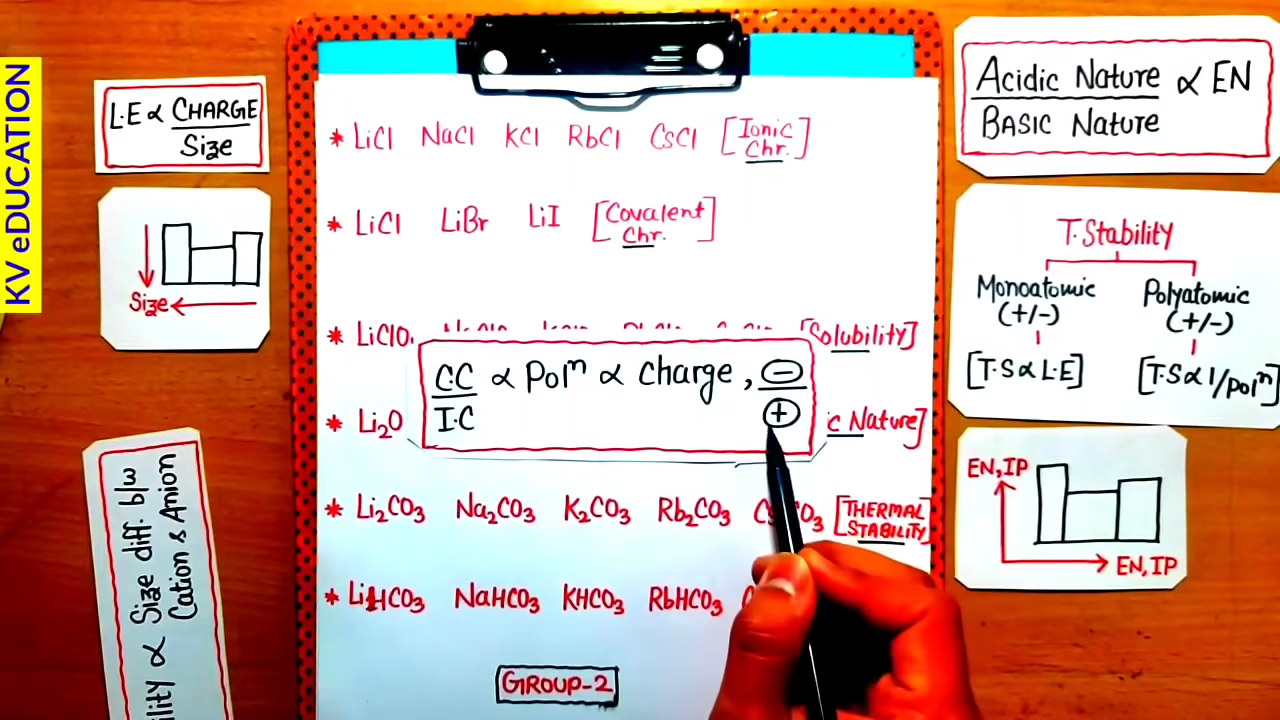 KV eDUCATION
L.E ∝ CHARGE
Size
Size
Size diff. b/w
Cation & Anion
* LiCl NaCl KCl RbCl CsCl [Ionic
Chr.]
* LiCl LiBr LiI [Covalent
Chr.]
* LiClO [Solubility]
C.C ∝ Polⁿ ∝ Charge, ⊖
I.C ⊕
* Li₂O Nature]
* Li₂CO₃ Na₂CO₃ K₂CO₃ Rb₂CO₃ [THERMAL
STABILITY]
* LiHCO₃ NaHCO₃ KHCO₃ RbHCO₃
GROUP-2
Acidic Nature ∝ EN
BASIC Nature
T.Stability
Monoatomic Polyatomic
(+/-) (+/-)
[T.S ∝ L.E] [T.S ∝ 1/polⁿ]
EN, IP
EN, IP